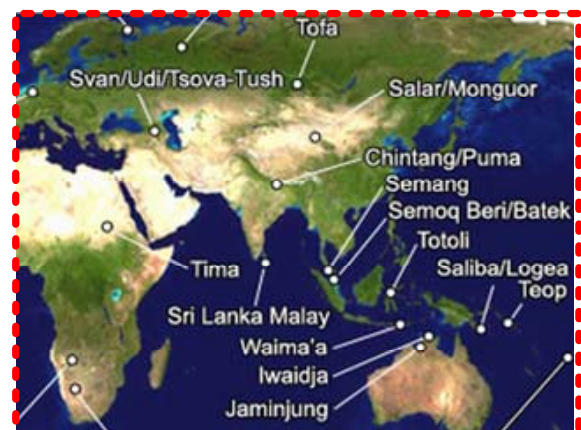 Tofa
Svan/Udi/Tsova-Tush
Salar/Monguor
Chintang/Puma
Semang
Semoq Beri/Batek
Totoli
Tima
Saliba/Logea
Teop
Sri Lanka Malay
Waima'a
Iwaidja
Jaminjung